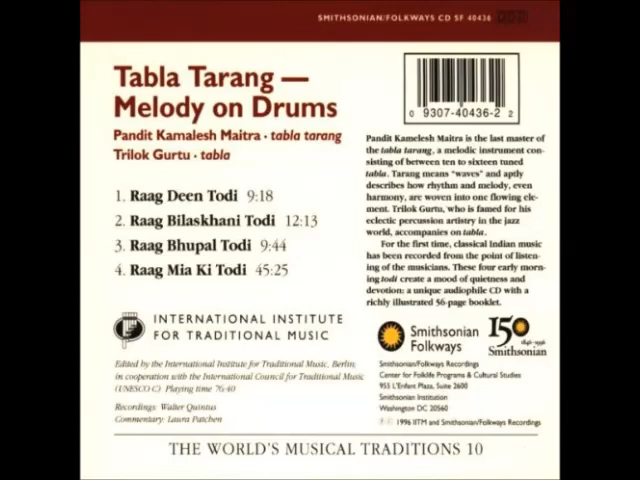 SMITHSONIAN/FOLKWAYS CD SF 40436
Tabla Tarang —
Melody on Drums
Pandit Kamalesh Maitra · tabla tarang
Trilok Gurtu · tabla
1. Raag Deen Todi 9:18
2. Raag Bilaskhani Todi 12:13
3. Raag Bhupal Todi 9:44
4. Raag Mia Ki Todi 45:25
INTERNATIONAL INSTITUTE
FOR TRADITIONAL MUSIC
Edited by the International Institute for Traditional Music, Berlin,
in cooperation with the International Council for Traditional Music
(UNESCO C) Playing time 76:40
Recordings: Walter Quintus
Commentary: Laura Patchen
0 9307-40436-2 2
Pandit Kamelesh Maitra is the last master of
the tabla tarang, a melodic instrument con-
sisting of between ten to sixteen tuned
tabla. Tarang means "waves" and aptly
describes how rhythm and melody, even
harmony, are woven into one flowing ele-
ment. Trilok Gurtu, who is famed for his
eclectic percussion artistry in the jazz
world, accompanies on tabla.
For the first time, classical Indian music
has been recorded from the point of listen-
ing of the musicians. These four early morn-
ing todi create a mood of quietness and
devotion: a unique audiophile CD with a
richly illustrated 56-page booklet.
Smithsonian
Folkways
150
1846-1996
Smithsonian
Smithsonian/Folkways Recordings
Center for Folklife Programs & Cultural Studies
955 L'Enfant Plaza, Suite 2600
Smithsonian Institution
Washington DC 20560
℗ © 1996 IITM and Smithsonian/Folkways Recordings
THE WORLD'S MUSICAL TRADITIONS 10